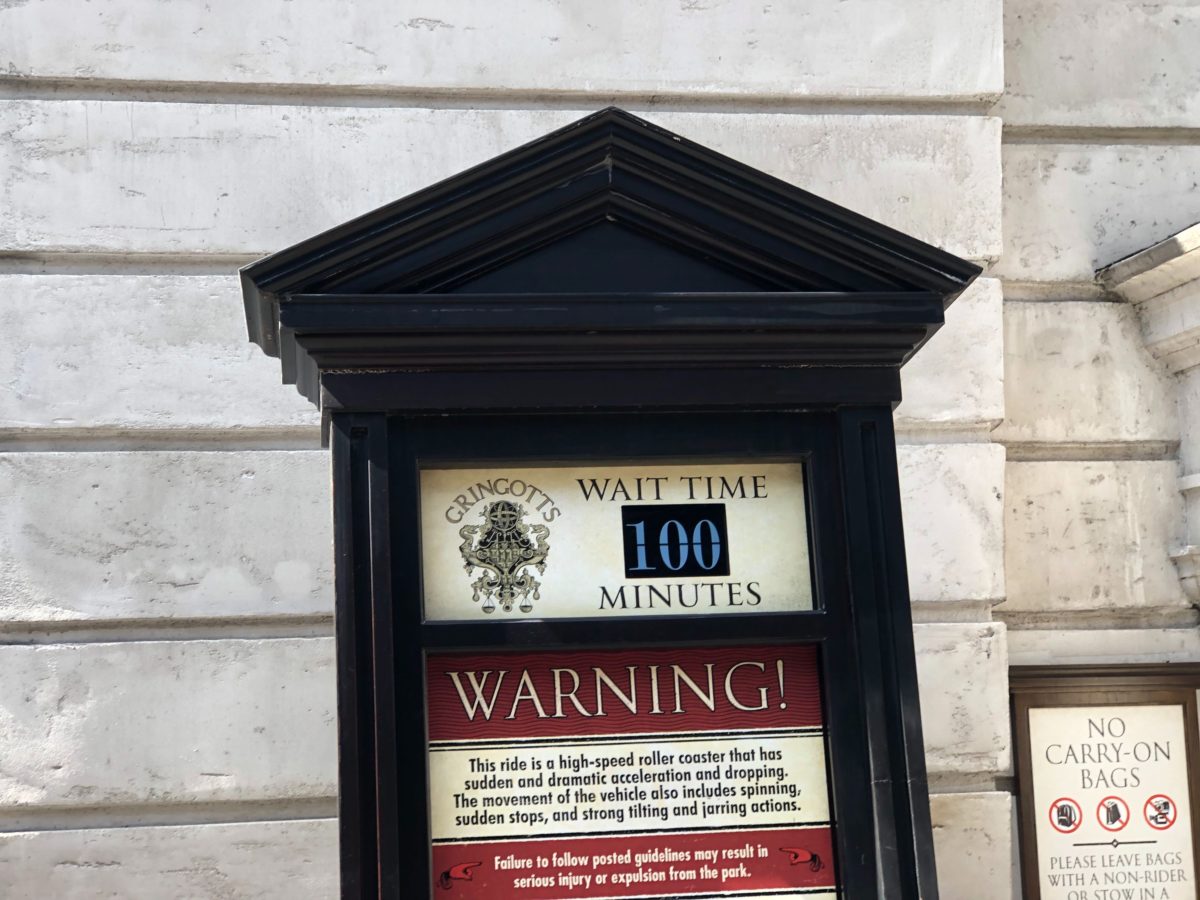 GRINGOTTS
WAIT TIME
100
MINUTES
WARNING!
This ride is a high-speed roller coaster that has
sudden and dramatic acceleration and dropping.
The movement of the vehicle also includes spinning,
sudden stops, and strong tilting and jarring actions.
Failure to follow posted guidelines may result in
serious injury or expulsion from the park.
NO
CARRY-ON
BAGS
PLEASE LEAVE BAGS
WITH A NON-RIDER
OR STOW IN A